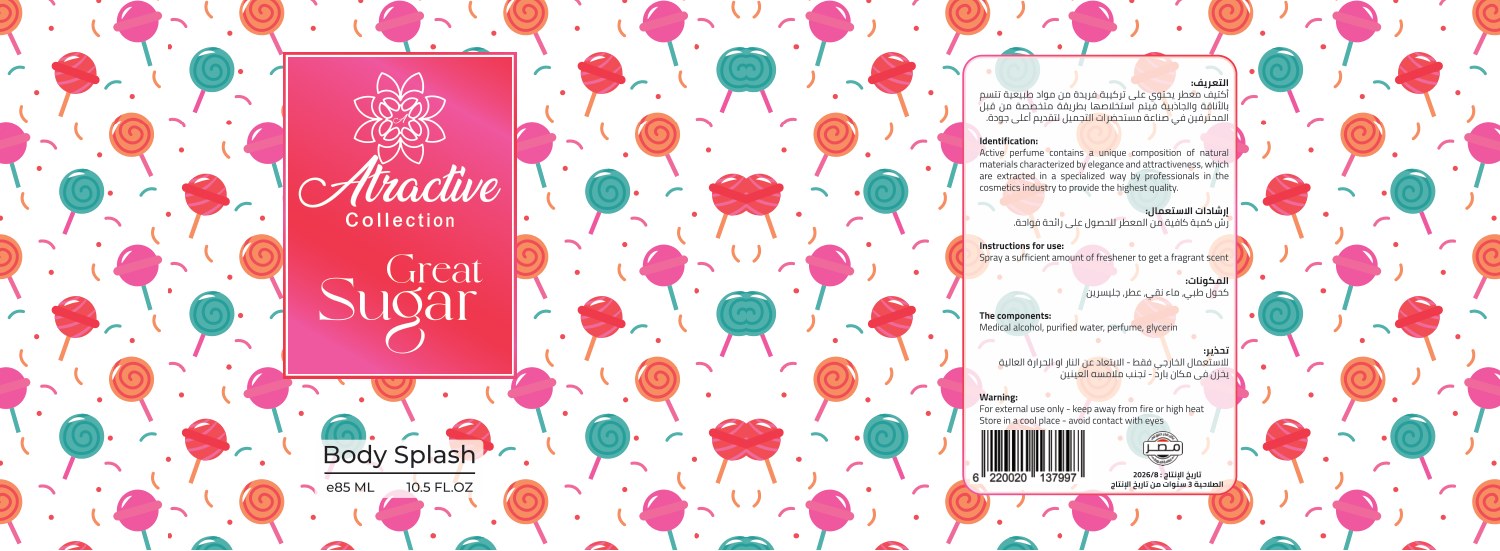 Atractive
Collection
Great
Sugar
Body Splash
e85 ML 10.5 FL.OZ
التعريف:
أكتيف معطر يحتوي على تركيبة فريدة من مواد طبيعية تتسم
بالأناقة والجاذبية فيتم استخلاصها بطريقة متخصصة من قبل
المحترفين في صناعة مستحضرات التجميل لتقديم أعلى جودة.
Identification:
Active perfume contains a unique composition of natural
materials characterized by elegance and attractiveness, which
are extracted in a specialized way by professionals in the
cosmetics industry to provide the highest quality.
إرشادات الاستعمال:
رش كمية كافية من المعطر للحصول على رائحة فواحة.
Instructions for use:
Spray a sufficient amount of freshener to get a fragrant scent
المكونات:
كحول طبي, ماء نقي, عطر, جليسرين
The components:
Medical alcohol, purified water, perfume, glycerin
تحذير:
للاستعمال الخارجي فقط - الابتعاد عن النار او الحرارة العالية
يخزن فى مكان بارد - تجنب ملامسه العينين
Warning:
For external use only - keep away from fire or high heat
Store in a cool place - avoid contact with eyes
6 220020 137997
مصر
تاريخ الإنتاج : 2026/8
الصلاحية 3 سنوات من تاريخ الإنتاج